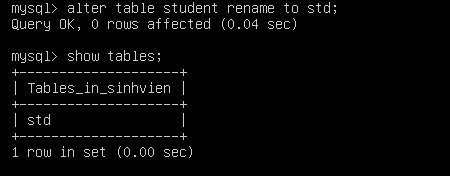 mysql> alter table student rename to std;
Query OK, 0 rows affected (0.04 sec)
mysql> show tables;
+--------------------+
| Tables_in_sinhvien |
+--------------------+
| std                |
+--------------------+
1 row in set (0.00 sec)